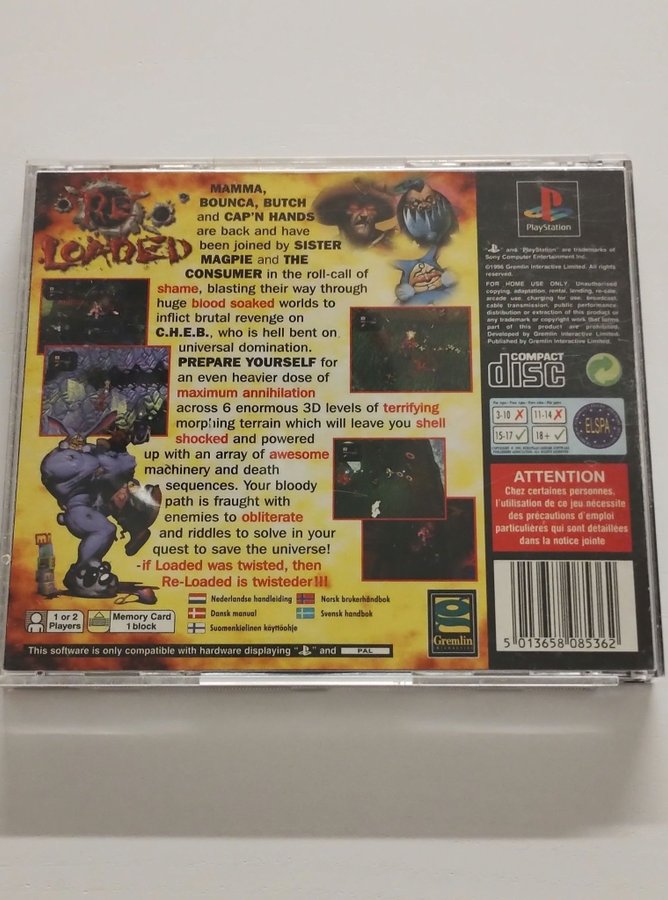 RE
LOADED
MAMMA,
BOUNCA, BUTCH
and CAP'N HANDS
are back and have
been joined by SISTER
MAGPIE and THE
CONSUMER in the roll-call of
shame, blasting their way through
huge blood soaked worlds to
inflict brutal revenge on
C.H.E.B., who is hell bent on
universal domination.
PREPARE YOURSELF for
an even heavier dose of
maximum annihilation
across 6 enormous 3D levels of terrifying
morphing terrain which will leave you shell
shocked and powered
up with an array of awesome
machinery and death
sequences. Your bloody
path is fraught with
enemies to obliterate
and riddles to solve in your
quest to save the universe!
-if Loaded was twisted, then
Re-Loaded is twisteder!!!
Nederlandse handleiding
Norsk brukerhåndbok
Dansk manual
Svensk handbok
Suomenkielinen käyttöohje
1 or 2
Players
Memory Card
1 block
Gremlin
INTERACTIVE
This software is only compatible with hardware displaying " " and PAL
PlayStation
" " and "PlayStation" are trademarks of
Sony Computer Entertainment Inc.
©1996 Gremlin Interactive Limited. All rights
reserved.
FOR HOME USE ONLY. Unauthorised
copying, adaptation, rental, lending, re-sale,
arcade use, charging for use, broadcast,
cable transmission, public performance,
distribution or extraction of this product or
any trademark or copyright work that forms
part of this product are prohibited.
Developed by Gremlin Interactive Limited.
Published by Gremlin Interactive Limited.
COMPACT
disc
3-10
11-14
15-17
18+
ELSPA
ATTENTION
Chez certaines personnes,
l'utilisation de ce jeu nécessite
des précautions d'emploi
particulières qui sont détaillées
dans la notice jointe
5 013658 085362